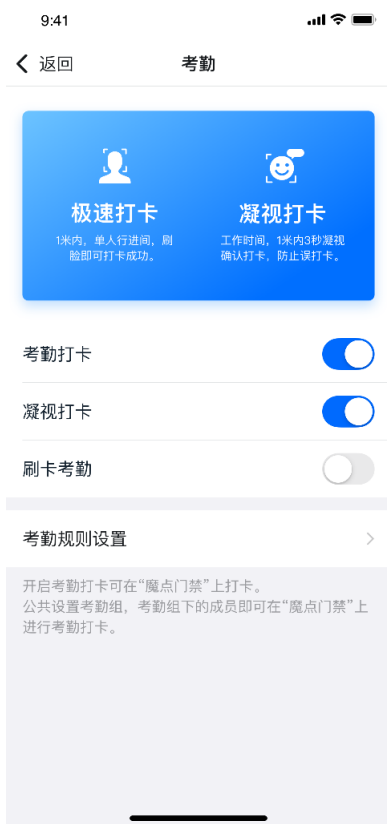 9:41
返回
考勤
极速打卡
凝视打卡
1米内，单人行进间，刷
脸即可打卡成功。
工作时间，1米内3秒凝视
确认打卡，防止误打卡。
考勤打卡
凝视打卡
刷卡考勤
考勤规则设置
开启考勤打卡可在“魔点门禁”上打卡。
公共设置考勤组，考勤组下的成员即可在“魔点门禁”上
进行考勤打卡。